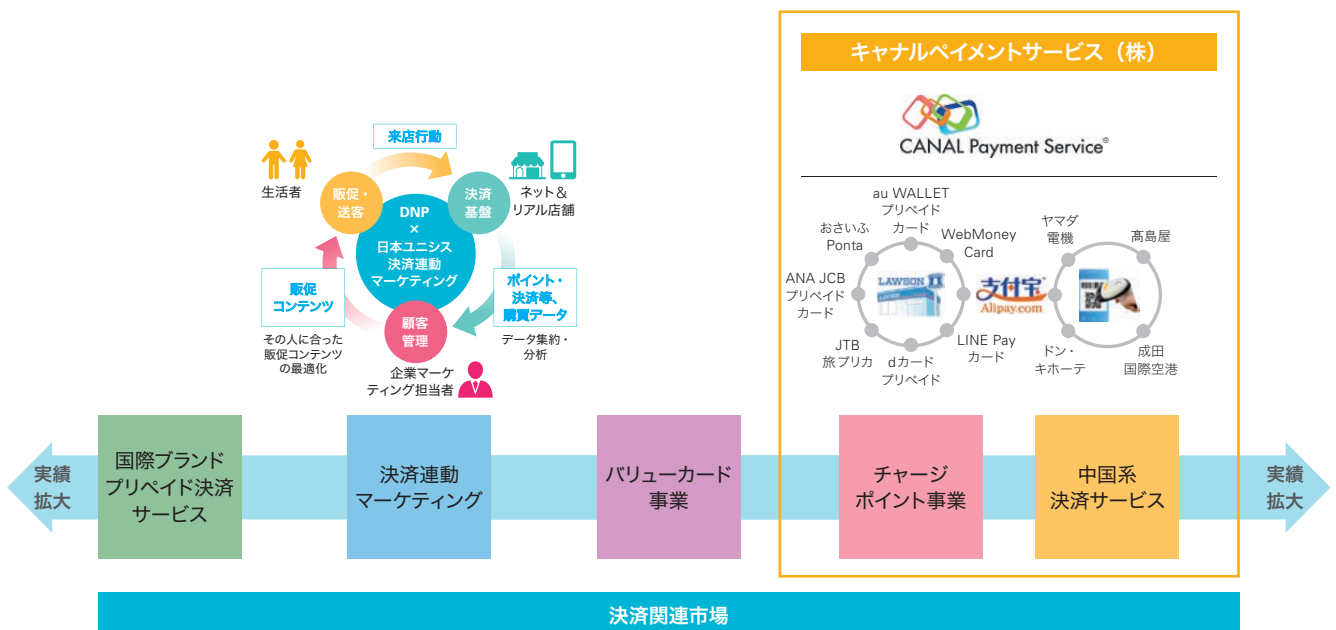 キャナルペイメントサービス（株）
CANAL Payment Service®
来店行動
生活者
販促・
送客
決済
基盤
ネット＆
リアル店舗
DNP
×
日本ユニシス
決済連動
マーケティング
販促
コンテンツ
その人に合った
販促コンテンツ
の最適化
ポイント・
決済等、
購買データ
データ集約・
分析
顧客
管理
企業マーケ
ティング担当者
au WALLET
プリペイド
カード
おさいふ
Ponta
WebMoney
Card
ANA JCB
プリペイド
カード
LAWSON
JTB
旅プリカ
dカード
プリペイド
LINE Pay
カード
支付宝
Alipay.com
ヤマダ
電機
髙島屋
ドン・
キホーテ
成田
国際空港
実績
拡大
国際ブランド
プリペイド決済
サービス
決済連動
マーケティング
バリューカード
事業
チャージ
ポイント事業
中国系
決済サービス
実績
拡大
決済関連市場